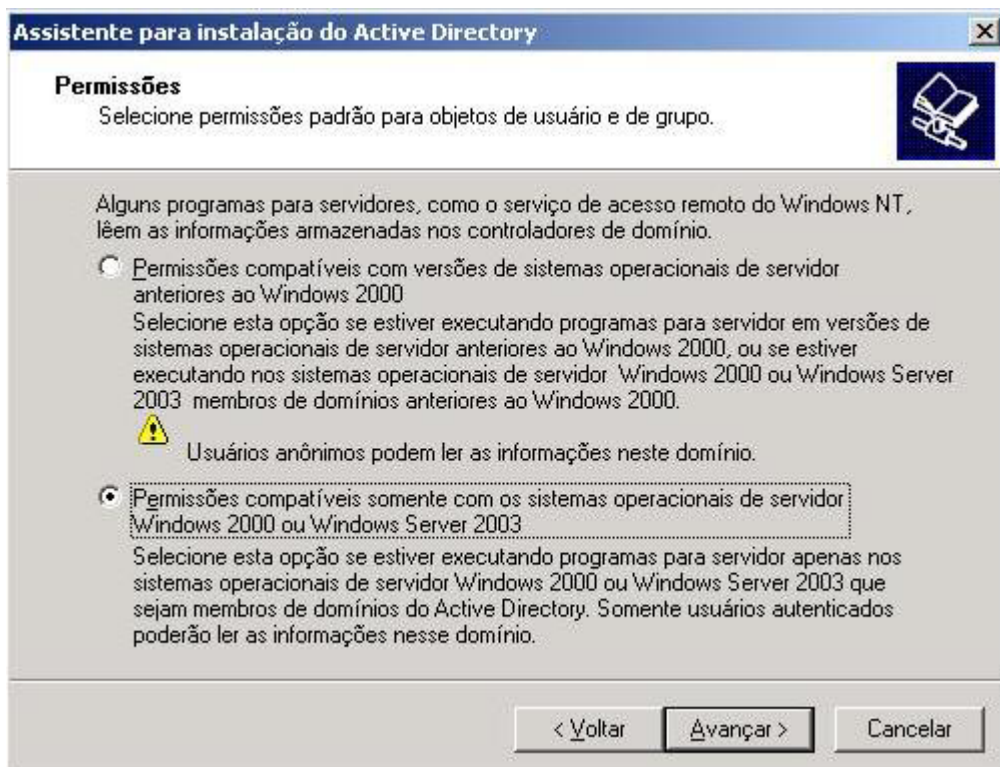 Assistente para instalação do Active Directory
Permissões
Selecione permissões padrão para objetos de usuário e de grupo.
Alguns programas para servidores, como o serviço de acesso remoto do Windows NT,
lêem as informações armazenadas nos controladores de domínio.
Permissões compatíveis com versões de sistemas operacionais de servidor
anteriores ao Windows 2000
Selecione esta opção se estiver executando programas para servidor em versões de
sistemas operacionais de servidor anteriores ao Windows 2000, ou se estiver
executando nos sistemas operacionais de servidor Windows 2000 ou Windows Server
2003 membros de domínios anteriores ao Windows 2000.
Usuários anônimos podem ler as informações neste domínio.
Permissões compatíveis somente com os sistemas operacionais de servidor
Windows 2000 ou Windows Server 2003
Selecione esta opção se estiver executando programas para servidor apenas nos
sistemas operacionais de servidor Windows 2000 ou Windows Server 2003 que
sejam membros de domínios do Active Directory. Somente usuários autenticados
poderão ler as informações nesse domínio.
< Voltar Avançar > Cancelar